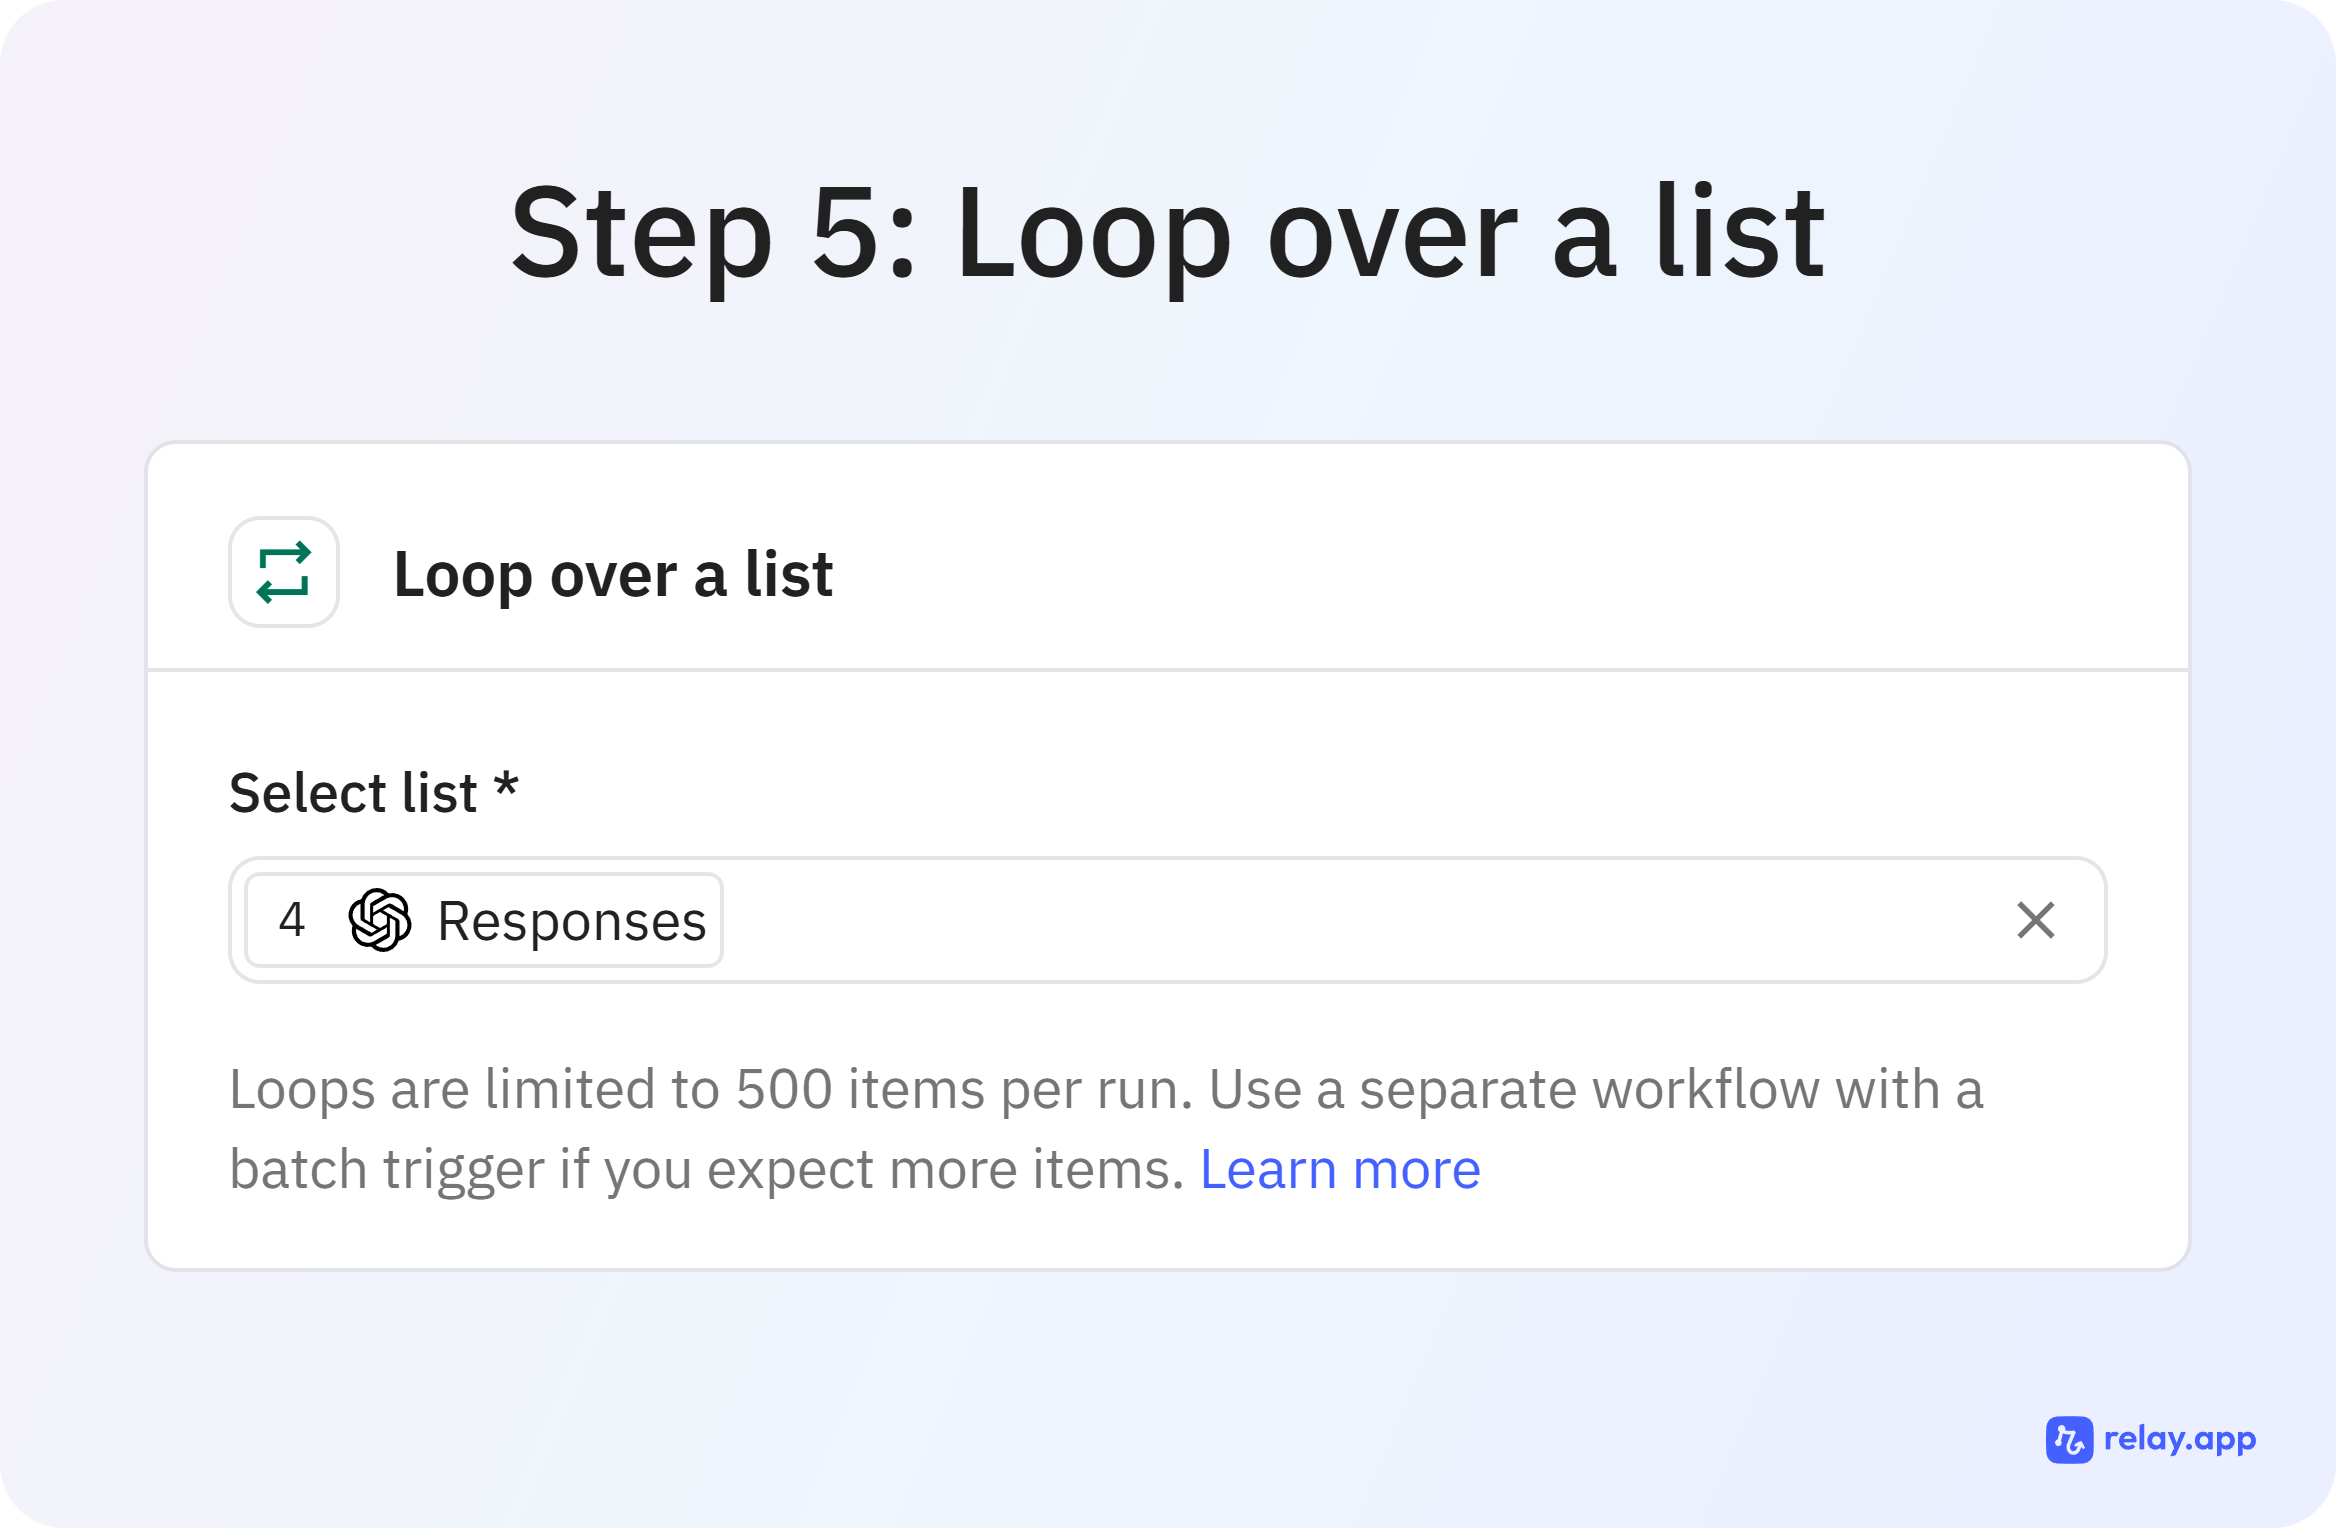 Step 5: Loop over a list
Loop over a list
Select list *
4 Responses
Loops are limited to 500 items per run. Use a separate workflow with a
batch trigger if you expect more items. Learn more
relay.app